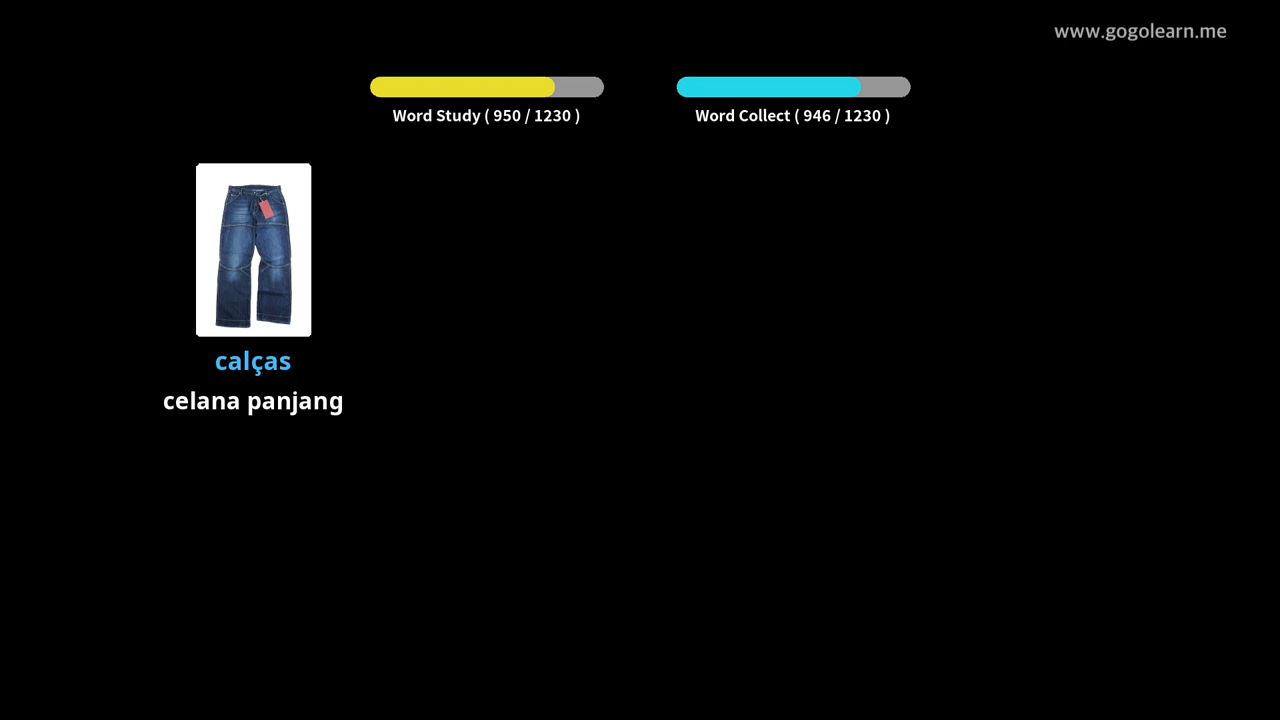 www.gogolearn.me
Word Study ( 950 / 1230 )
Word Collect ( 946 / 1230 )
calças
celana panjang